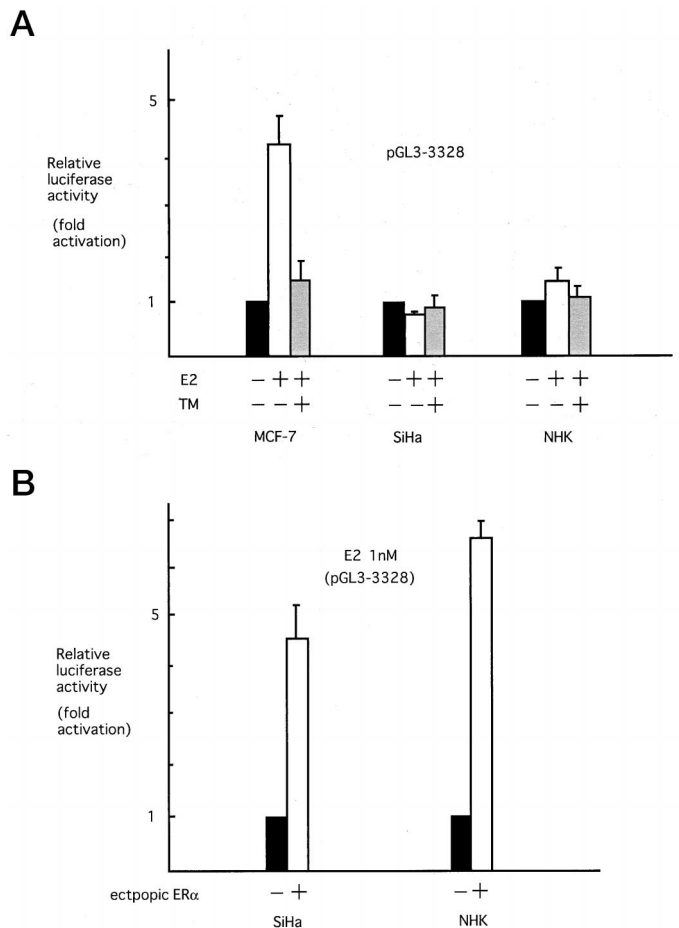 A
5
Relative
luciferase
activity
(fold
activation)
pGL3-3328
1
E2 − + + − + + − + +
TM − − + − − + − − +
MCF-7 SiHa NHK
B
E2 1nM
(pGL3-3328)
5
Relative
luciferase
activity
(fold
activation)
1
ectpopic ERα − + − +
SiHa NHK